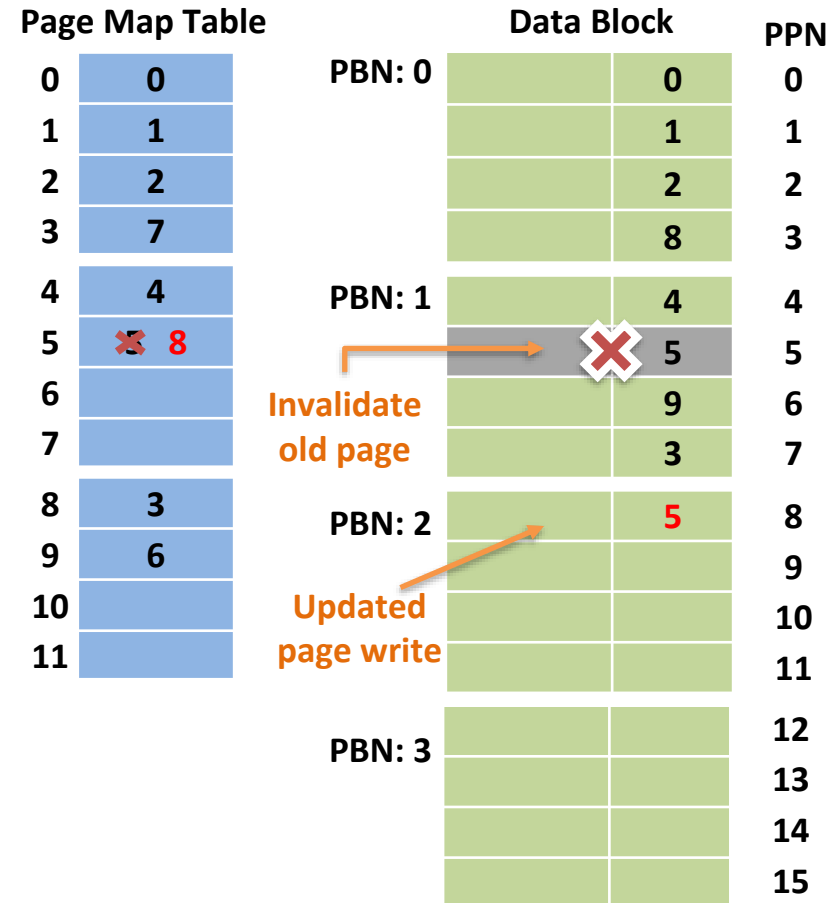 Page Map Table
Data Block
PPN
0 0
PBN: 0
0 0
1 1
1 1
2 2
2 2
3 7
8 3
4 4
PBN: 1
4 4
5 5 8
5 5
Invalidate
old page
6
9 6
7
3 7
8 3
PBN: 2
5 8
9 6
9
Updated
page write
10
10
11
11
PBN: 3
12
13
14
15